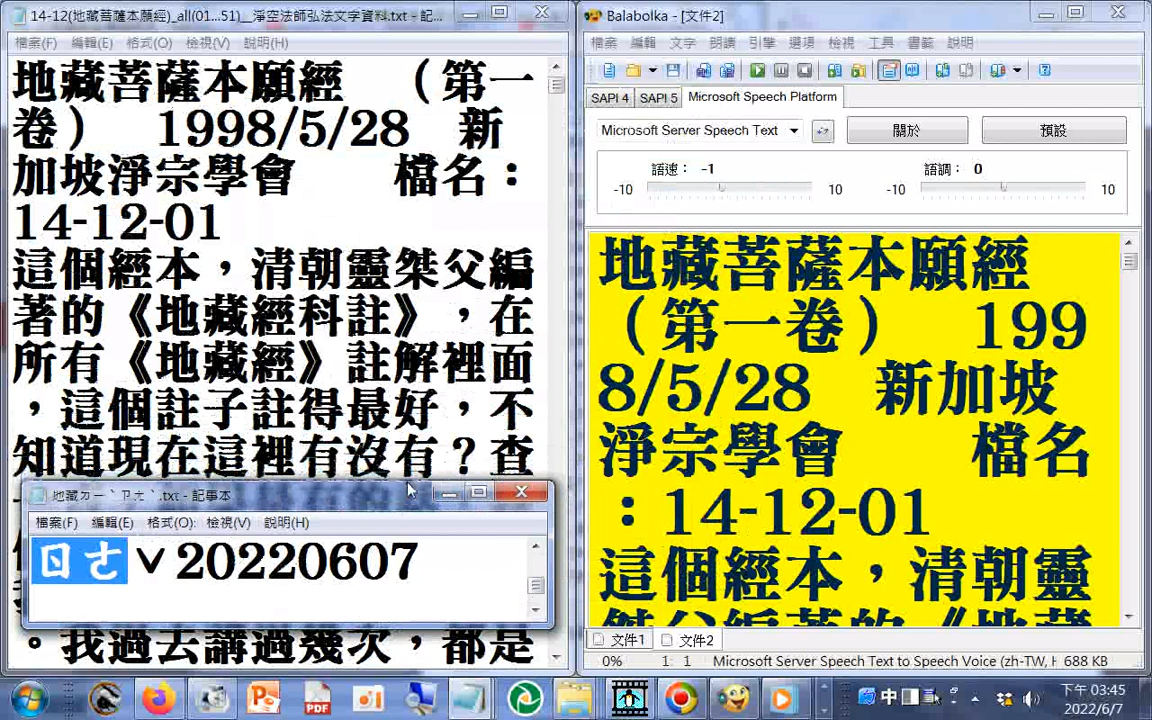 14-12(地藏菩薩本願經)_all(01...51)__淨空法師弘法文字資料.txt - 記...
檔案(F) 編輯(E) 格式(O) 檢視(V) 說明(H)
地藏菩薩本願經 （第一
卷） 1998/5/28 新
加坡淨宗學會 檔名：
14-12-01
這個經本，清朝靈桀父編
著的《地藏經科註》，在
所有《地藏經》註解裡面
，這個註子註得最好，不
知道現在這裡有沒有？查
地藏ㄉㄧˋㄗㄤˋ.txt - 記事本
檔案(F) 編輯(E) 格式(O) 檢視(V) 說明(H)
ㄖㄜˇ20220607
。我過去講過幾次，都是
Balabolka - [文件2]
檔案 編輯 文字 朗讀 引擎 選項 檢視 工具 書籤 說明
SAPI 4 SAPI 5 Microsoft Speech Platform
Microsoft Server Speech Text 關於 預設
語速： -1 語調： 0
-10 10 -10 10
地藏菩薩本願經
（第一卷） 199
8/5/28 新加坡
淨宗學會 檔名
：14-12-01
這個經本，清朝靈
桀父編著的《地藏
文件1 文件2
0% 1: 1 Microsoft Server Speech Text to Speech Voice (zh-TW, H 688 KB
PDF
中
下午 03:45
2022/6/7